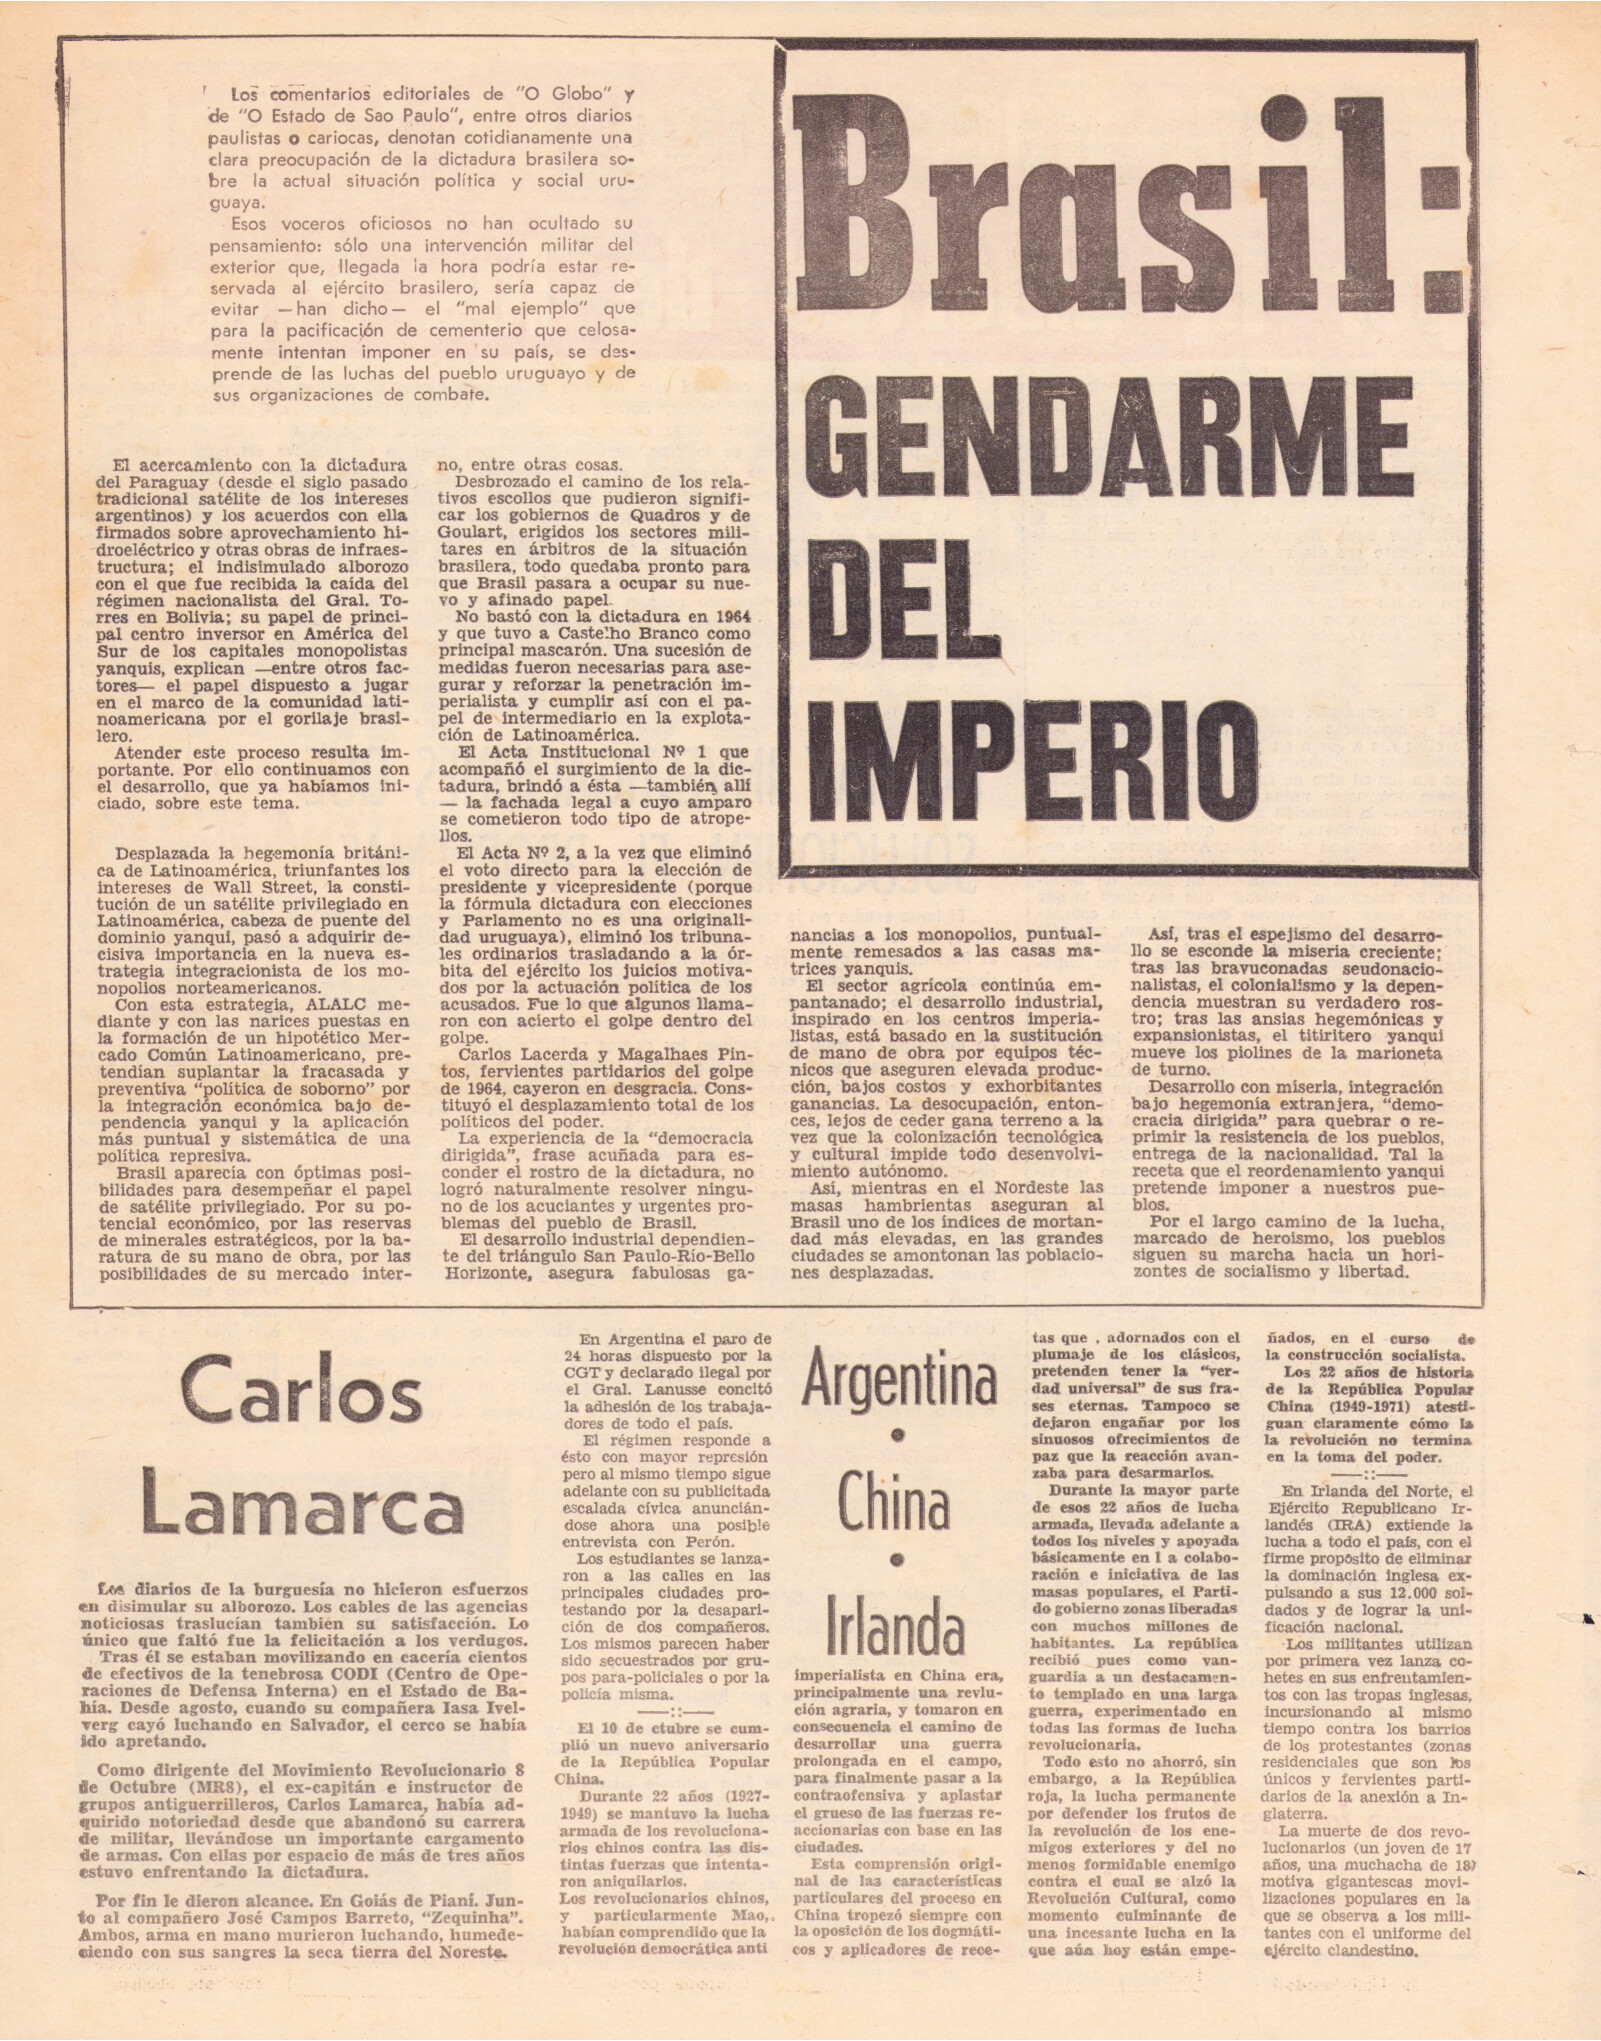 Los comentarios editoriales de "O Globo" y
de "O Estado de Sao Paulo", entre otros diarios
paulistas o cariocas, denotan cotidianamente una
clara preocupación de la dictadura brasilera so-
bre la actual situación política y social uru-
guaya.
Esos voceros oficiosos no han ocultado su
pensamiento: sólo una intervención militar del
exterior que, llegada la hora podría estar re-
servada al ejército brasilero, sería capaz de
evitar —han dicho— el "mal ejemplo" que
para la pacificación de cementerio que celosa-
mente intentan imponer en su país, se des-
prende de las luchas del pueblo uruguayo y de
sus organizaciones de combate.
Brasil:
GENDARME
DEL
IMPERIO
El acercamiento con la dictadura
del Paraguay (desde el siglo pasado
tradicional satélite de los intereses
argentinos) y los acuerdos con ella
firmados sobre aprovechamiento hi-
droeléctrico y otras obras de infraes-
tructura; el indisimulado alborozo
con el que fue recibida la caída del
régimen nacionalista del Gral. To-
rres en Bolivia; su papel de princi-
pal centro inversor en América del
Sur de los capitales monopolistas
yanquis, explican —entre otros fac-
tores— el papel dispuesto a jugar
en el marco de la comunidad lati-
noamericana por el gorilaje brasi-
lero.
Atender este proceso resulta im-
portante. Por ello continuamos con
el desarrollo, que ya habíamos ini-
ciado, sobre este tema.
Desplazada la hegemonía británi-
ca de Latinoamérica, triunfantes los
intereses de Wall Street, la consti-
tución de un satélite privilegiado en
Latinoamérica, cabeza de puente del
dominio yanqui, pasó a adquirir de-
cisiva importancia en la nueva es-
trategia integracionista de los mo-
nopolios norteamericanos.
Con esta estrategia, ALALC me-
diante y con las narices puestas en
la formación de un hipotético Mer-
cado Común Latinoamericano, pre-
tendían suplantar la fracasada y
preventiva "política de soborno" por
la integración económica bajo de-
pendencia yanqui y la aplicación
más puntual y sistemática de una
política represiva.
Brasil aparecía con óptimas posi-
bilidades para desempeñar el papel
de satélite privilegiado. Por su po-
tencial económico, por las reservas
de minerales estratégicos, por la ba-
ratura de su mano de obra, por las
posibilidades de su mercado inter-
no, entre otras cosas.
Desbrozado el camino de los rela-
tivos escollos que pudieron signifi-
car los gobiernos de Quadros y de
Goulart, erigidos los sectores mili-
tares en árbitros de la situación
brasilera, todo quedaba pronto para
que Brasil pasara a ocupar su nue-
vo y afinado papel.
No bastó con la dictadura en 1964
y que tuvo a Castelho Branco como
principal mascarón. Una sucesión de
medidas fueron necesarias para ase-
gurar y reforzar la penetración im-
perialista y cumplir así con el pa-
pel de intermediario en la explota-
ción de Latinoamérica.
El Acta Institucional Nº 1 que
acompañó el surgimiento de la dic-
tadura, brindó a ésta —también allí
— la fachada legal a cuyo amparo
se cometieron todo tipo de atrope-
llos.
El Acta Nº 2, a la vez que eliminó
el voto directo para la elección de
presidente y vicepresidente (porque
la fórmula dictadura con elecciones
y Parlamento no es una originali-
dad uruguaya), eliminó los tribuna-
les ordinarios trasladando a la ór-
bita del ejército los juicios motiva-
dos por la actuación política de los
acusados. Fue lo que algunos llama-
ron con acierto el golpe dentro del
golpe.
Carlos Lacerda y Magalhaes Pin-
tos, fervientes partidarios del golpe
de 1964, cayeron en desgracia. Cons-
tituyó el desplazamiento total de los
políticos del poder.
La experiencia de la "democracia
dirigida", frase acuñada para es-
conder el rostro de la dictadura, no
logró naturalmente resolver ningu-
no de los acuciantes y urgentes pro-
blemas del pueblo de Brasil.
El desarrollo industrial dependien-
te del triángulo San Paulo-Río-Bello
Horizonte, asegura fabulosas ga-
nancias a los monopolios, puntual-
mente remesados a las casas ma-
trices yanquis.
El sector agrícola continúa em-
pantanado; el desarrollo industrial,
inspirado en los centros imperia-
listas, está basado en la sustitución
de mano de obra por equipos téc-
nicos que aseguren elevada produc-
ción, bajos costos y exhorbitantes
ganancias. La desocupación, enton-
ces, lejos de ceder gana terreno a la
vez que la colonización tecnológica
y cultural impide todo desenvolvi-
miento autónomo.
Así, mientras en el Nordeste las
masas hambrientas aseguran al
Brasil uno de los índices de mortan-
dad más elevadas, en las grandes
ciudades se amontonan las poblacio-
nes desplazadas.
Así, tras el espejismo del desarro-
llo se esconde la miseria creciente;
tras las bravuconadas seudonacio-
nalistas, el colonialismo y la depen-
dencia muestran su verdadero ros-
tro; tras las ansias hegemónicas y
expansionistas, el titiritero yanqui
mueve los piolines de la marioneta
de turno.
Desarrollo con miseria, integración
bajo hegemonía extranjera, "demo-
cracia dirigida" para quebrar o re-
primir la resistencia de los pueblos,
entrega de la nacionalidad. Tal la
receta que el reordenamiento yanqui
pretende imponer a nuestros pue-
blos.
Por el largo camino de la lucha,
marcado de heroismo, los pueblos
siguen su marcha hacia un hori-
zontes de socialismo y libertad.
Carlos
Lamarca
Los diarios de la burguesía no hicieron esfuerzos
en disimular su alborozo. Los cables de las agencias
noticiosas traslucían también su satisfacción. Lo
único que faltó fue la felicitación a los verdugos.
Tras él se estaban movilizando en cacería cientos
de efectivos de la tenebrosa CODI (Centro de Ope-
raciones de Defensa Interna) en el Estado de Ba-
hía. Desde agosto, cuando su compañera Iasa Ivel-
verg cayó luchando en Salvador, el cerco se había
ido apretando.
Como dirigente del Movimiento Revolucionario 8
de Octubre (MR8), el ex-capitán e instructor de
grupos antiguerrilleros, Carlos Lamarca, había ad-
quirido notoriedad desde que abandonó su carrera
de militar, llevándose un importante cargamento
de armas. Con ellas por espacio de más de tres años
estuvo enfrentando la dictadura.
Por fin le dieron alcance. En Goiás de Pianí. Jun-
to al compañero José Campos Barreto, "Zequinha".
Ambos, arma en mano murieron luchando, humede-
ciendo con sus sangres la seca tierra del Noreste.
En Argentina el paro de
24 horas dispuesto por la
CGT y declarado ilegal por
el Gral. Lanusse concitó
la adhesión de los trabaja-
dores de todo el país.
El régimen responde a
ésto con mayor represión
pero al mismo tiempo sigue
adelante con su publicitada
escalada cívica anuncián-
dose ahora una posible
entrevista con Perón.
Los estudiantes se lanza-
ron a las calles en las
principales ciudades pro-
testando por la desapari-
ción de dos compañeros.
Los mismos parecen haber
sido secuestrados por gru-
pos para-policiales o por la
policía misma.
——::——
El 10 de ctubre se cum-
plió un nuevo aniversario
de la República Popular
China.
Durante 22 años (1927-
1949) se mantuvo la lucha
armada de los revoluciona-
rios chinos contra las dis-
tintas fuerzas que intenta-
ron aniquilarlos.
Los revolucionarios chinos,
y particularmente Mao,
habían comprendido que la
revolución democrática anti
Argentina
•
China
•
Irlanda
imperialista en China era,
principalmente una revlu-
ción agraria, y tomaron en
consecuencia el camino de
desarrollar una guerra
prolongada en el campo,
para finalmente pasar a la
contraofensiva y aplastar
el grueso de las fuerzas re-
accionarias con base en las
ciudades.
Esta comprensión origi-
nal de las características
particulares del proceso en
China tropezó siempre con
la oposición de los dogmáti-
cos y aplicadores de rece-
tas que , adornados con el
plumaje de los clásicos,
pretenden tener la "ver-
dad universal" de sus fra-
ses eternas. Tampoco se
dejaron engañar por los
sinuosos ofrecimientos de
paz que la reacción avan-
zaba para desarmarlos.
Durante la mayor parte
de esos 22 años de lucha
armada, llevada adelante a
todos los niveles y apoyada
básicamente en l a colabo-
ración e iniciativa de las
masas populares, el Parti-
do gobierno zonas liberadas
con muchos millones de
habitantes. La república
recibió pues como van-
guardia a un destacamen-
to templado en una larga
guerra, experimentado en
todas las formas de lucha
revolucionaria.
Todo esto no ahorró, sin
embargo, a la República
roja, la lucha permanente
por defender los frutos de
la revolución de los ene-
migos exteriores y del no
menos formidable enemigo
contra el cual se alzó la
Revolución Cultural, como
momento culminante de
una incesante lucha en la
que aún hoy están empe-
ñados, en el curso de
la construcción socialista.
Los 22 años de historia
de la República Popular
China (1949-1971) atesti-
guan claramente cómo la
la revolución no termina
en la toma del poder.
——::——
En Irlanda del Norte, el
Ejército Republicano Ir-
landés (IRA) extiende la
lucha a todo el país, con el
firme propósito de eliminar
la dominación inglesa ex-
pulsando a sus 12.000 sol-
dados y de lograr la uni-
ficación nacional.
Los militantes utilizan
por primera vez lanza co-
hetes en sus enfrentamien-
tos con las tropas inglesas,
incursionando al mismo
tiempo contra los barrios
de los protestantes (zonas
residenciales que son los
únicos y fervientes parti-
darios de la anexión a In-
glaterra.
La muerte de dos revo-
lucionarios (un joven de 17
años, una muchacha de 18)
motiva gigantescas movi-
lizaciones populares en la
que se observa a los mili-
tantes con el uniforme del
ejército clandestino.